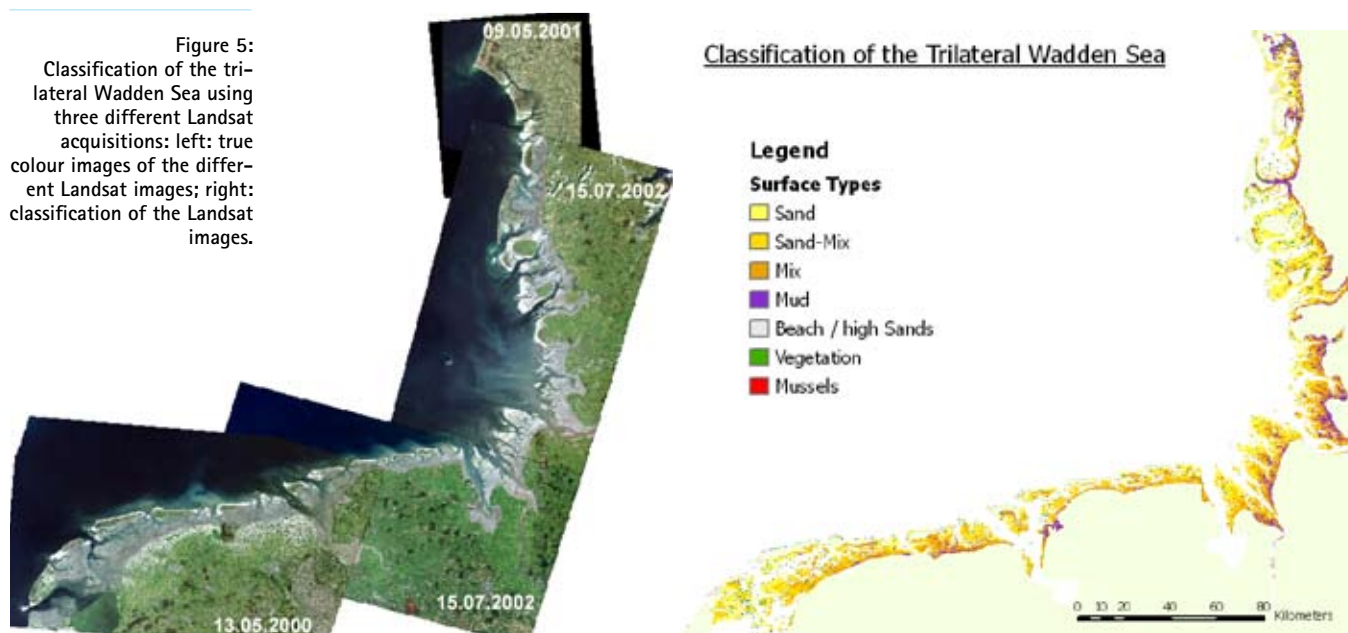 Figure 5:
Classification of the tri-
lateral Wadden Sea using
three different Landsat
acquisitions: left: true
colour images of the differ-
ent Landsat images; right:
classification of the Landsat
images.
09.05.2001
15.07.2002
15.07.2002
13.05.2000
Classification of the Trilateral Wadden Sea
Legend
Surface Types
Sand
Sand-Mix
Mix
Mud
Beach / high Sands
Vegetation
Mussels
0 10 20 40 60 80
Kilometers